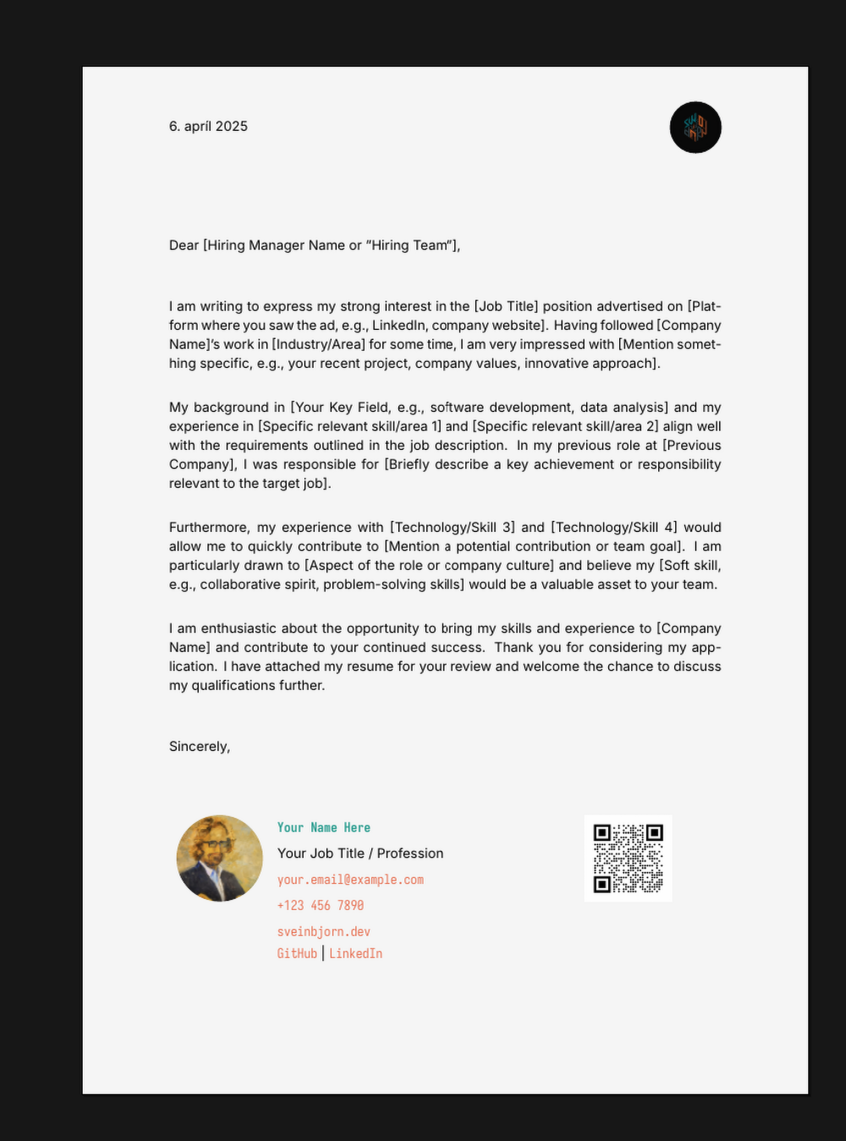 6. apríl 2025
Dear [Hiring Manager Name or “Hiring Team“],
I am writing to express my strong interest in the [Job Title] position advertised on [Plat-
form where you saw the ad, e.g., LinkedIn, company website]. Having followed [Company
Name]’s work in [Industry/Area] for some time, I am very impressed with [Mention somet-
hing specific, e.g., your recent project, company values, innovative approach].
My background in [Your Key Field, e.g., software development, data analysis] and my
experience in [Specific relevant skill/area 1] and [Specific relevant skill/area 2] align well
with the requirements outlined in the job description. In my previous role at [Previous
Company], I was responsible for [Briefly describe a key achievement or responsibility
relevant to the target job].
Furthermore, my experience with [Technology/Skill 3] and [Technology/Skill 4] would
allow me to quickly contribute to [Mention a potential contribution or team goal]. I am
particularly drawn to [Aspect of the role or company culture] and believe my [Soft skill,
e.g., collaborative spirit, problem-solving skills] would be a valuable asset to your team.
I am enthusiastic about the opportunity to bring my skills and experience to [Company
Name] and contribute to your continued success. Thank you for considering my app-
lication. I have attached my resume for your review and welcome the chance to discuss
my qualifications further.
Sincerely,
Your Name Here
Your Job Title / Profession
your.email@example.com
+123 456 7890
sveinbjorn.dev
GitHub | LinkedIn